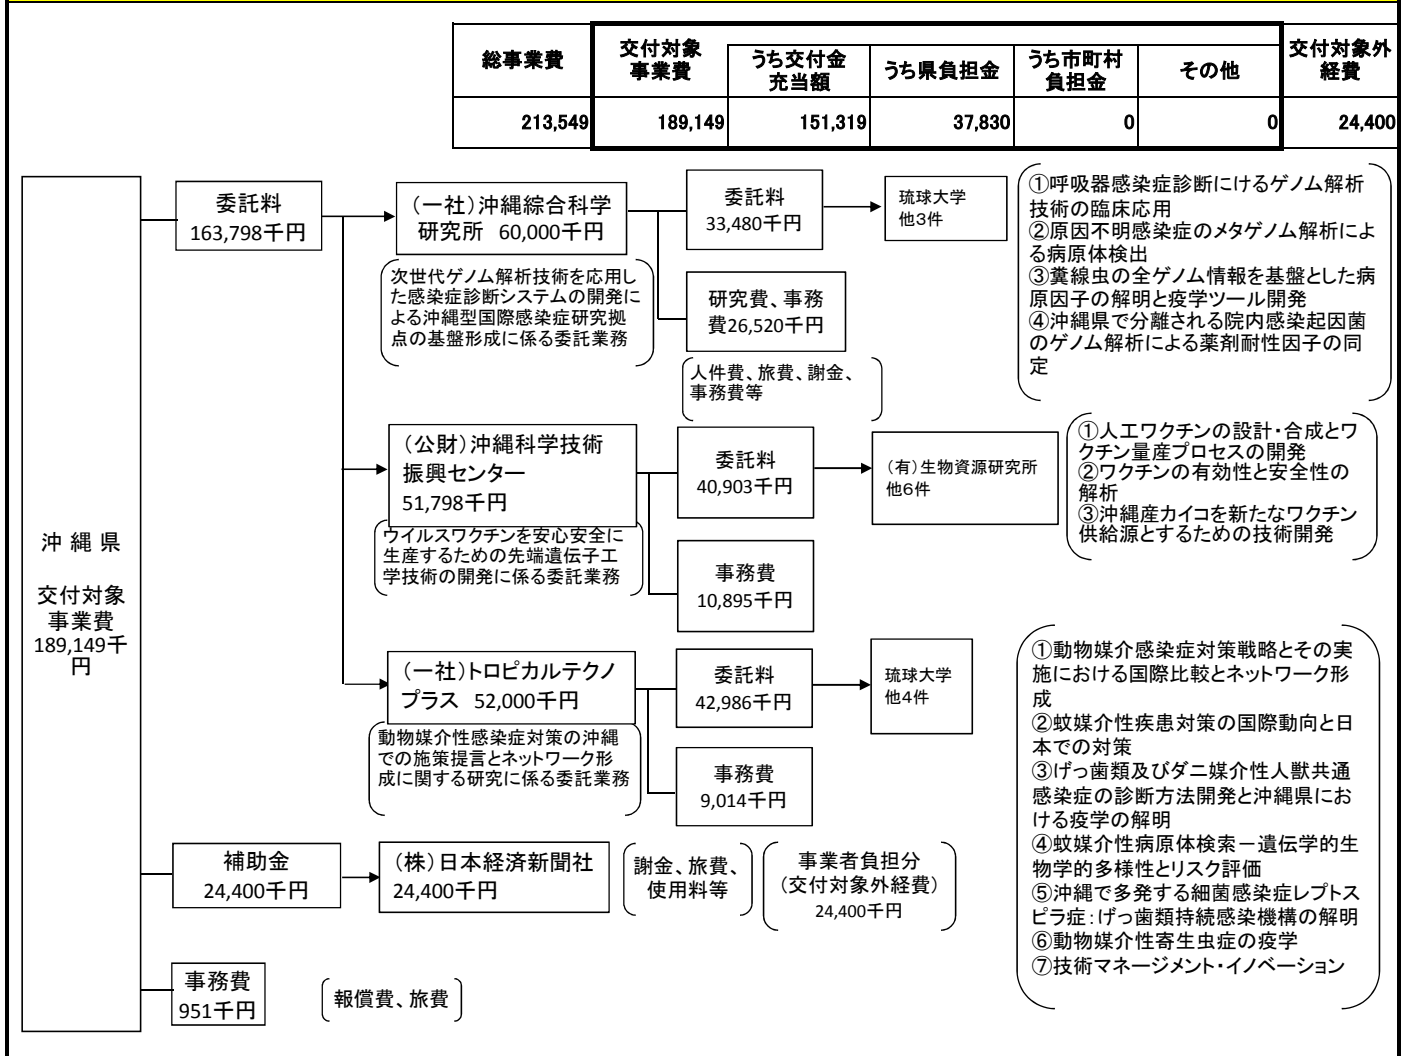 総事業費
交付対象
事業費
うち交付金
充当額
うち県負担金
うち市町村
負担金
その他
交付対象外
経費
213,549
189,149
151,319
37,830
0
0
24,400
沖 縄 県
交付対象
事業費
189,149千
円
委託料
163,798千円
（一社）沖縄綜合科学
研究所 60,000千円
次世代ゲノム解析技術を応用し
た感染症診断システムの開発に
よる沖縄型国際感染症研究拠
点の基盤形成に係る委託業務
委託料
33,480千円
琉球大学
他3件
研究費、事務
費26,520千円
人件費、旅費、謝金、
事務費等
①呼吸器感染症診断にけるゲノム解析
技術の臨床応用
②原因不明感染症のメタゲノム解析によ
る病原体検出
③糞線虫の全ゲノム情報を基盤とした病
原因子の解明と疫学ツール開発
④沖縄県で分離される院内感染起因菌
のゲノム解析による薬剤耐性因子の同
定
（公財）沖縄科学技術
振興センター
51,798千円
ウイルスワクチンを安心安全に
生産するための先端遺伝子工
学技術の開発に係る委託業務
委託料
40,903千円
（有）生物資源研究所
他6件
事務費
10,895千円
①人工ワクチンの設計・合成とワ
クチン量産プロセスの開発
②ワクチンの有効性と安全性の
解析
③沖縄産カイコを新たなワクチン
供給源とするための技術開発
（一社）トロピカルテクノ
プラス 52,000千円
動物媒介性感染症対策の沖縄
での施策提言とネットワーク形
成に関する研究に係る委託業務
委託料
42,986千円
琉球大学
他4件
事務費
9,014千円
①動物媒介感染症対策戦略とその実
施における国際比較とネットワーク形
成
②蚊媒介性疾患対策の国際動向と日
本での対策
③げっ歯類及びダニ媒介性人獣共通
感染症の診断方法開発と沖縄県にお
ける疫学の解明
④蚊媒介性病原体検索－遺伝学的生
物学的多様性とリスク評価
⑤沖縄で多発する細菌感染症レプトス
ピラ症：げっ歯類持続感染機構の解明
⑥動物媒介性寄生虫症の疫学
⑦技術マネージメント・イノベーション
補助金
24,400千円
（株）日本経済新聞社
24,400千円
謝金、旅費、
使用料等
事業者負担分
（交付対象外経費）
24,400千円
事務費
951千円
報償費、旅費